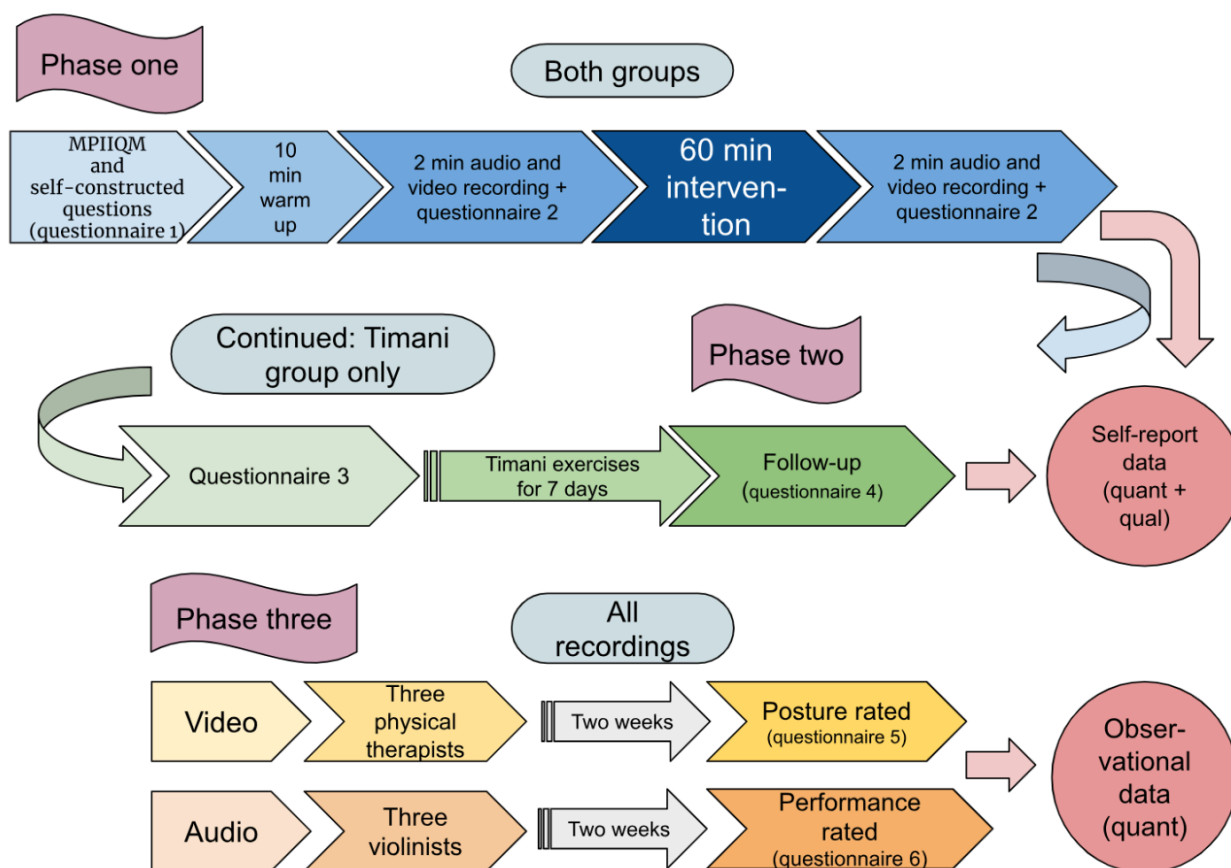 Phase one
Both groups
MPIIQM
and
self-constructed
questions
(questionnaire 1)
10
min
warm
up
2 min audio and
video recording +
questionnaire 2
60 min
interven-
tion
2 min audio and
video recording +
questionnaire 2
Continued: Timani
group only
Phase two
Questionnaire 3
Timani exercises
for 7 days
Follow-up
(questionnaire 4)
Self-report
data
(quant +
qual)
Phase three
All
recordings
Video
Three
physical
therapists
Two weeks
Posture rated
(questionnaire 5)
Audio
Three
violinists
Two weeks
Performance
rated
(questionnaire 6)
Obser-
vational
data
(quant)